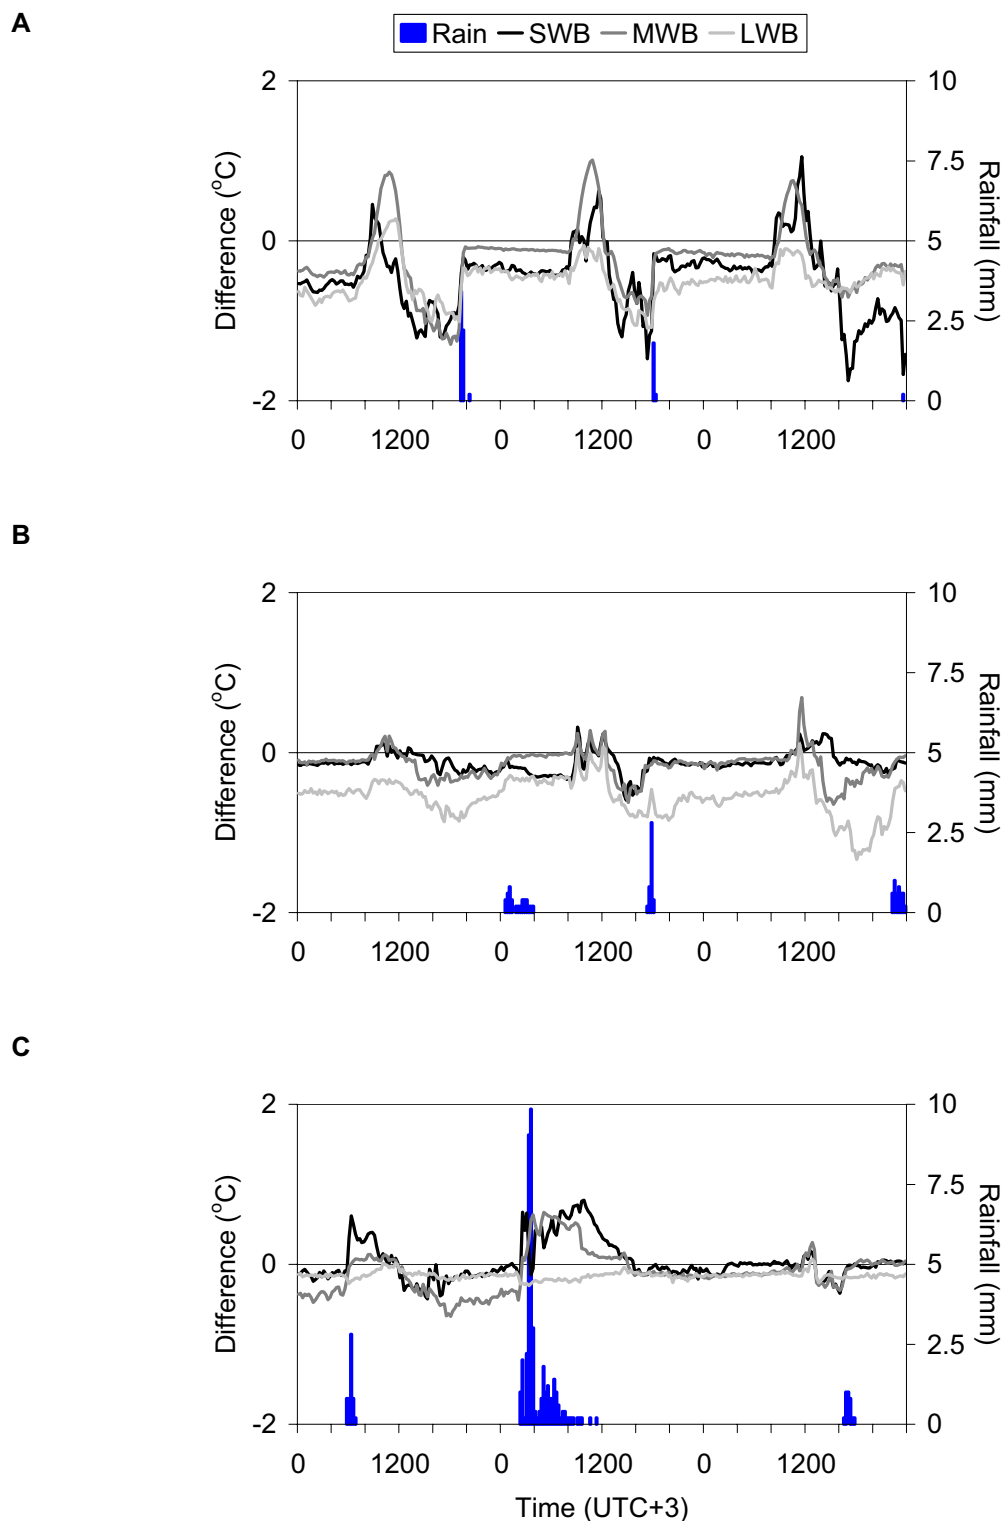 A
Rain SWB MWB LWB
2 10
7.5
0 5
2.5
-2 0
Difference (°C)
Rainfall (mm)
0 1200 0 1200 0 1200
B
2 10
7.5
0 5
2.5
-2 0
Difference (°C)
Rainfall (mm)
0 1200 0 1200 0 1200
C
2 10
7.5
0 5
2.5
-2 0
Difference (°C)
Rainfall (mm)
0 1200 0 1200 0 1200
Time (UTC+3)